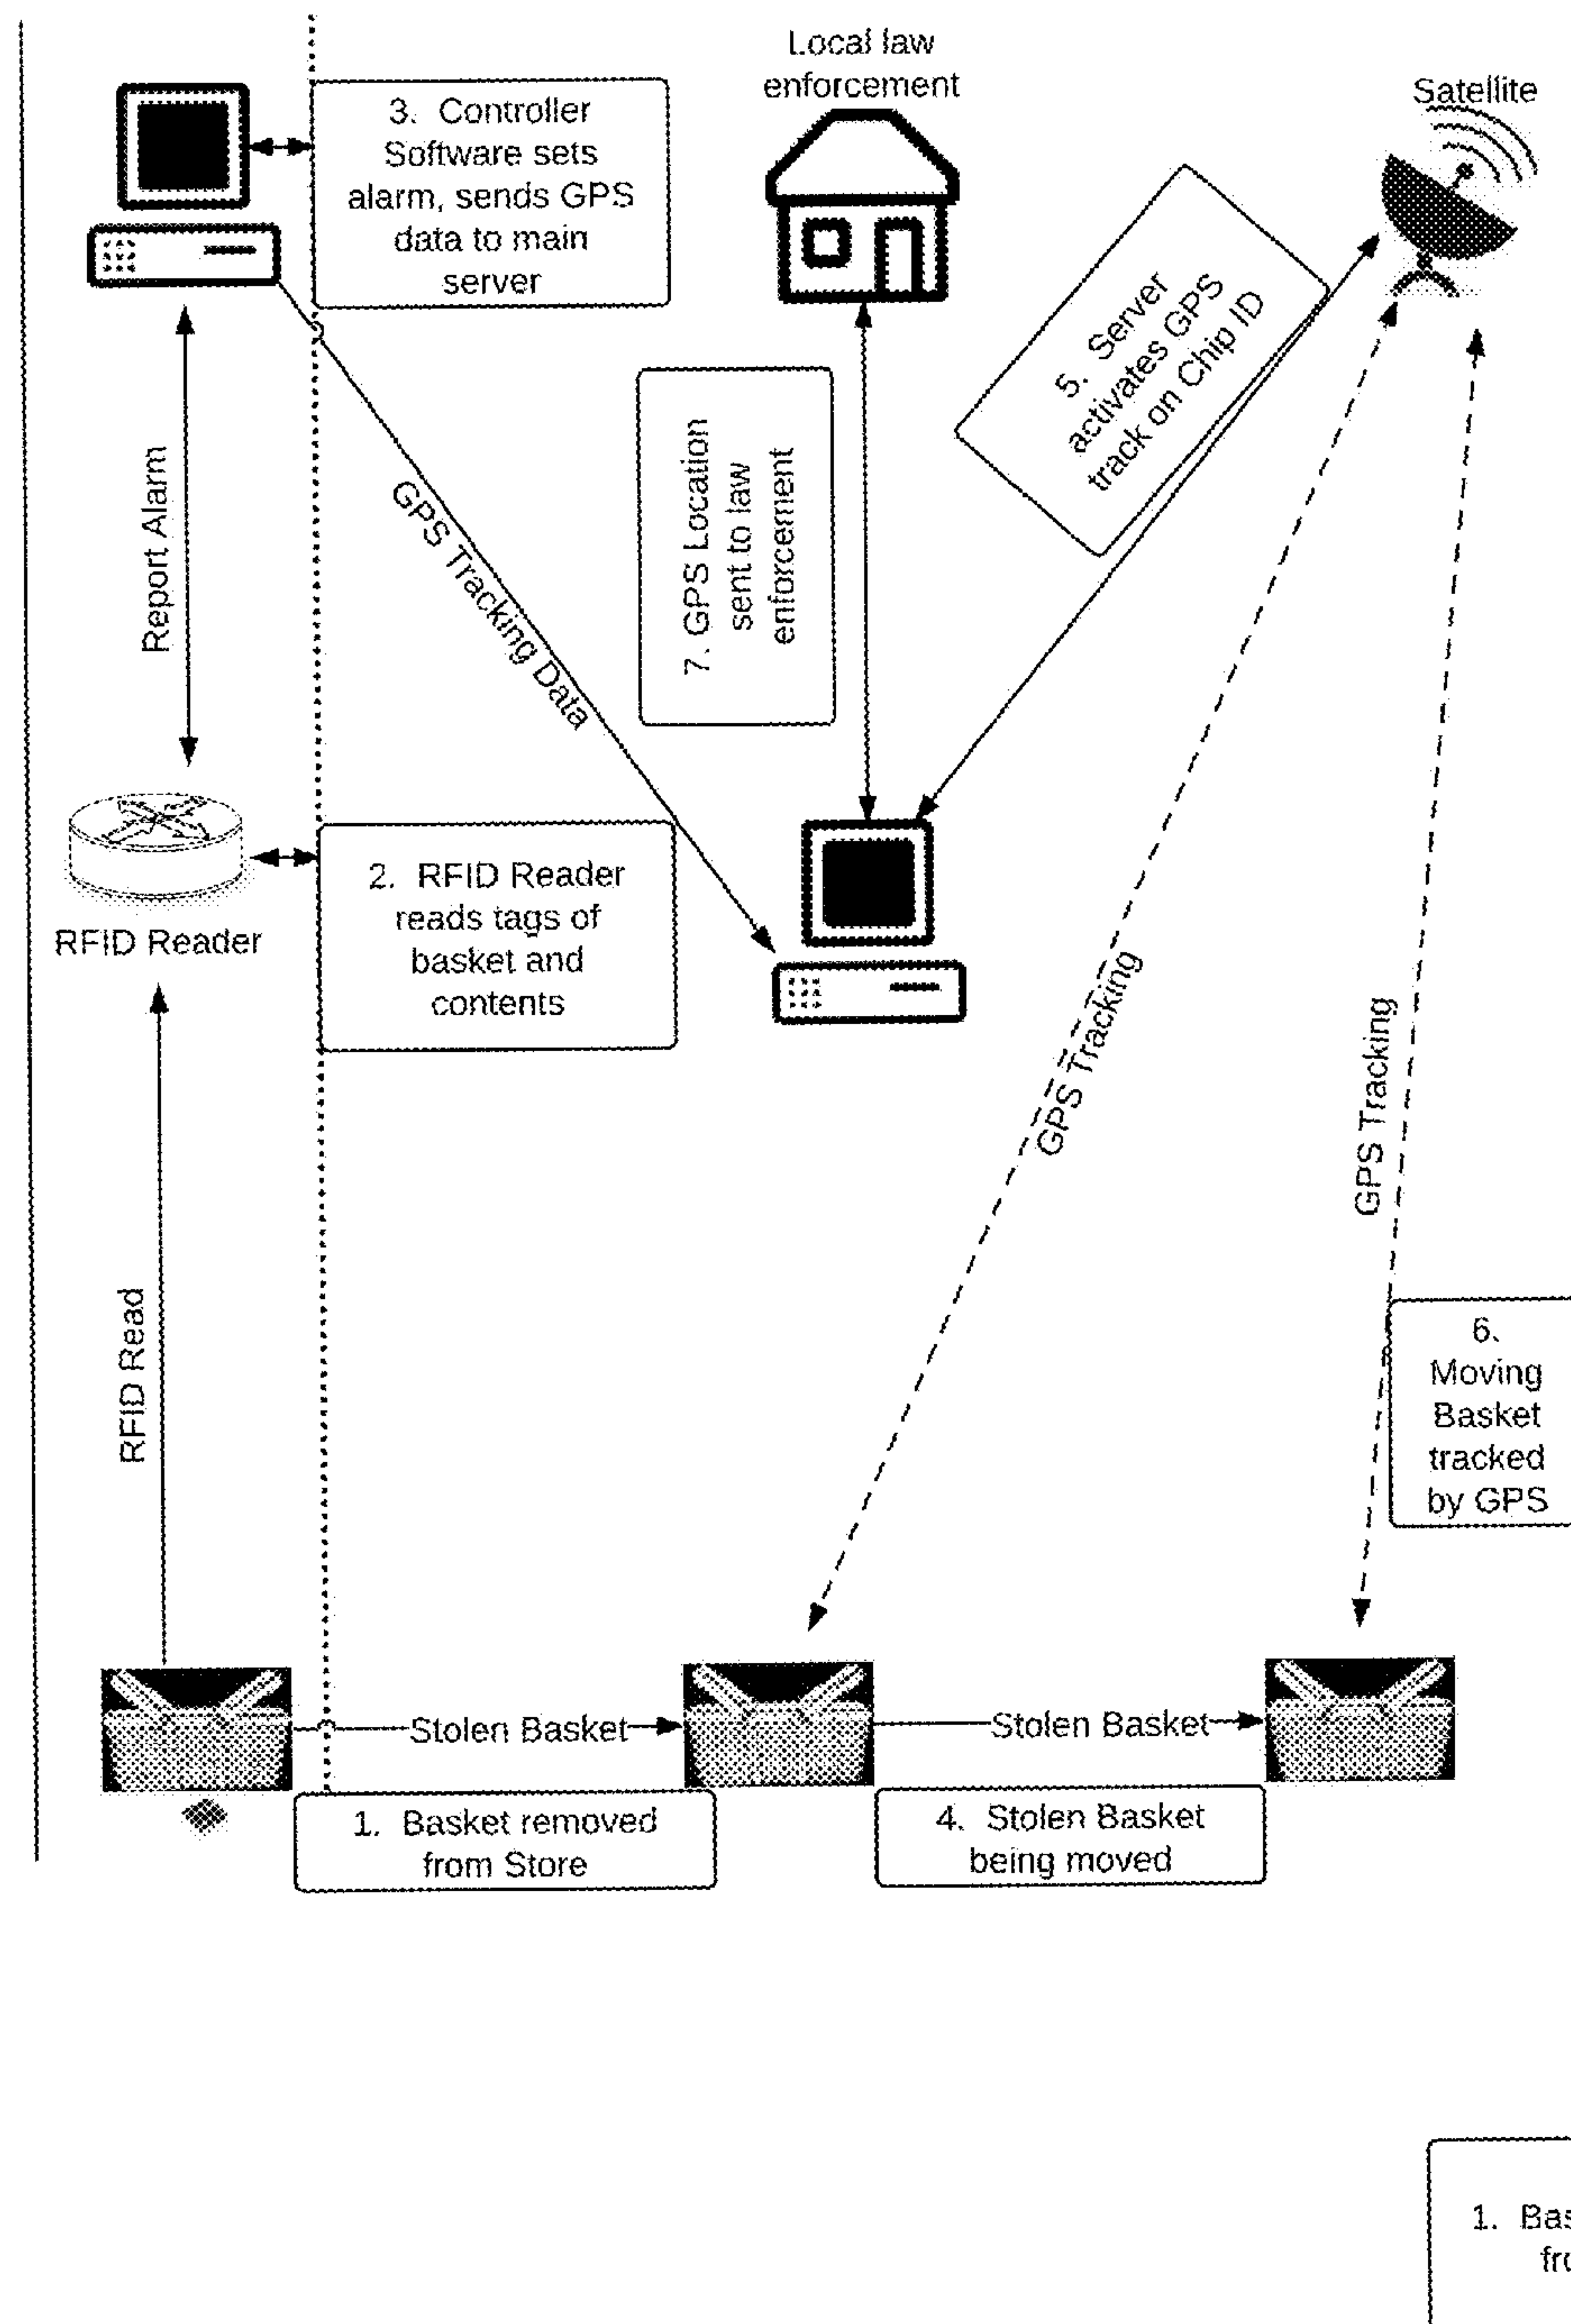 Local law
enforcement
Satellite
3. Controller
Software sets
alarm, sends GPS
data to main
server
5. Server
activates GPS
track on Chip ID
7. GPS Location
sent to law
enforcement
Report Alarm
GPS Tracking Data
2. RFID Reader
reads tags of
basket and
contents
RFID Reader
GPS Tracking
GPS Tracking
RFID Read
6.
Moving
Basket
tracked
by GPS
Stolen Basket
Stolen Basket
1. Basket removed
from Store
4. Stolen Basket
being moved
1. Bas
fro